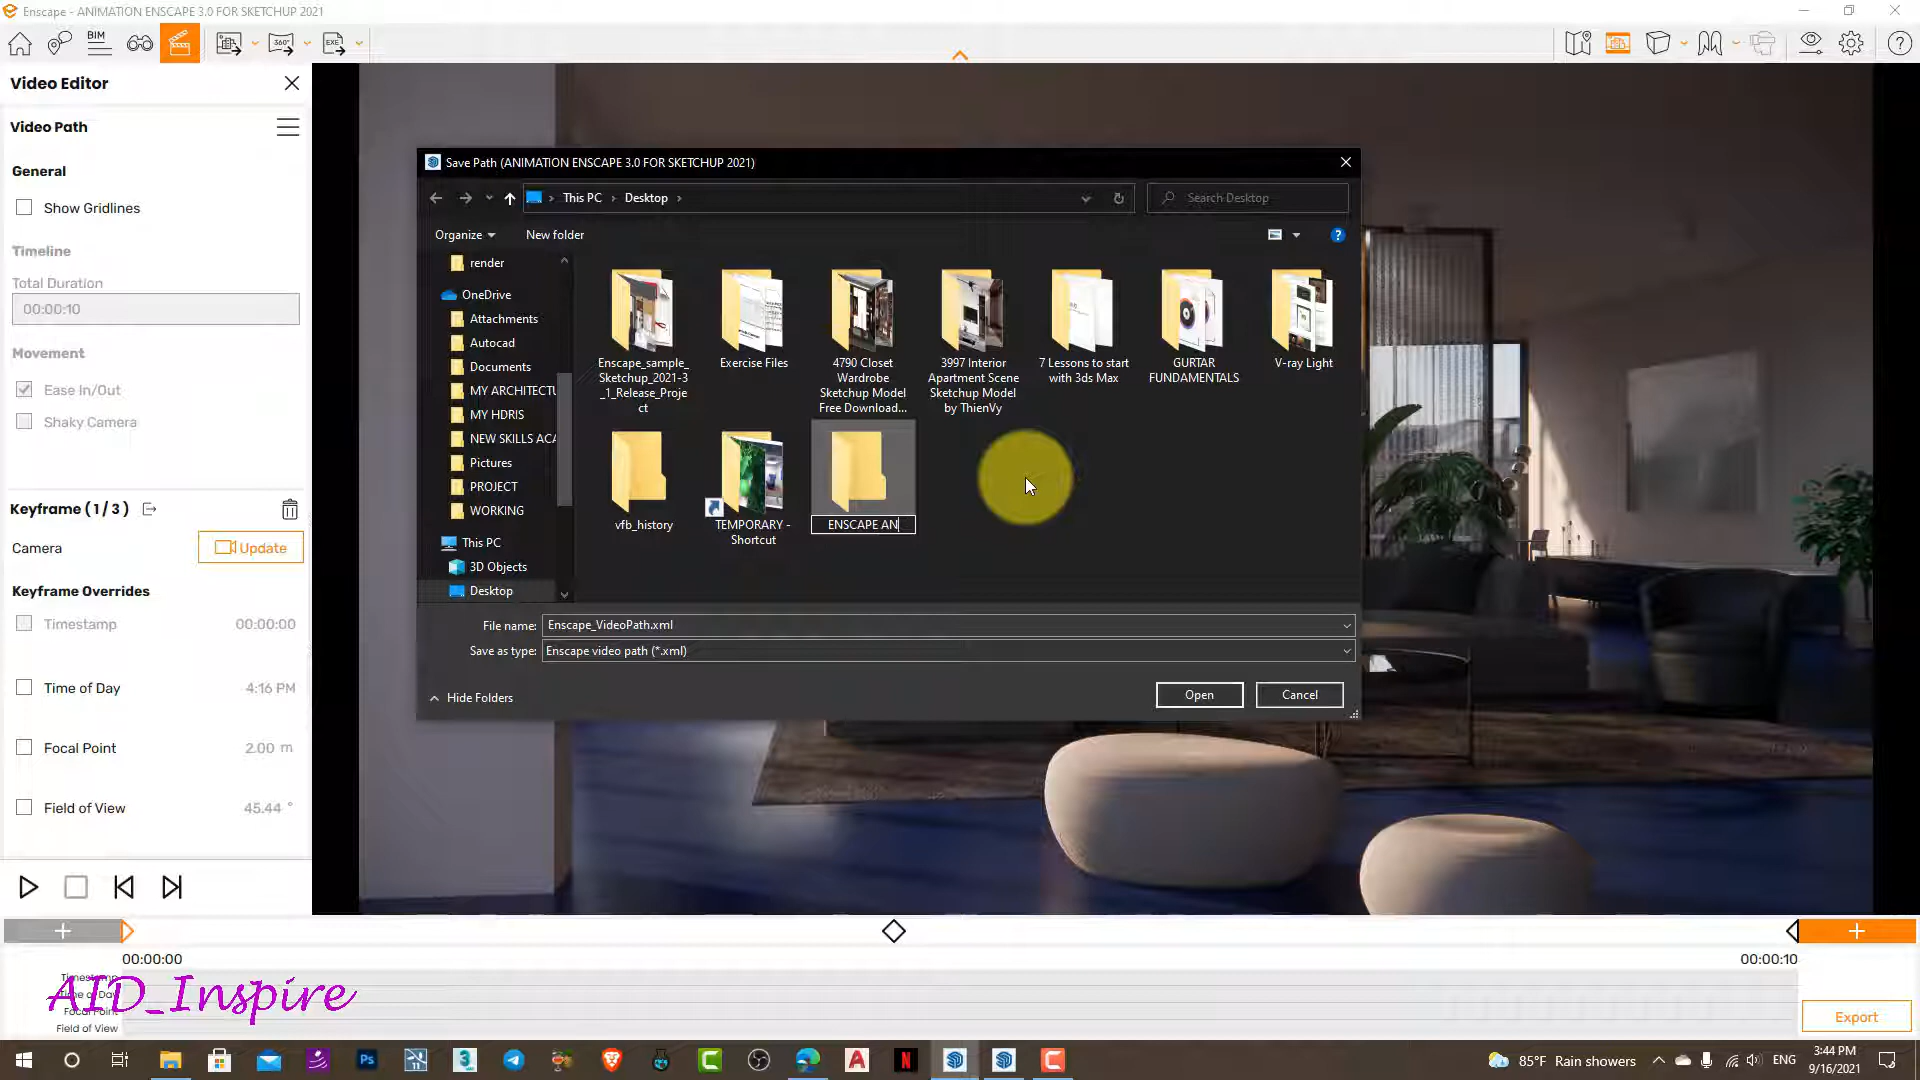 Enscape - ANIMATION ENSCAPE 3.0 FOR SKETCHUP 2021
BIM
360°
EXE
Video Editor
Video Path
General
Show Gridlines
Timeline
Total Duration
00:00:10
Movement
Ease In/Out
Shaky Camera
Keyframe ( 1 / 3 )
Camera
Update
Keyframe Overrides
Timestamp
00:00:00
Time of Day
4:16 PM
Focal Point
2.00 m
Field of View
45.44 °
Save Path (ANIMATION ENSCAPE 3.0 FOR SKETCHUP 2021)
This PC
Desktop
Search Desktop
Organize
New folder
render
OneDrive
Attachments
Autocad
Documents
MY ARCHITECTU
MY HDRIS
NEW SKILLS ACA
Pictures
PROJECT
WORKING
This PC
3D Objects
Desktop
Enscape_sample_
Sketchup_2021-3
_1_Release_Proje
ct
Exercise Files
4790 Closet
Wardrobe
Sketchup Model
Free Download...
3997 Interior
Apartment Scene
Sketchup Model
by ThienVy
7 Lessons to start
with 3ds Max
GURTAR
FUNDAMENTALS
V-ray Light
vfb_history
TEMPORARY -
Shortcut
ENSCAPE AN
File name:
Enscape_VideoPath.xml
Save as type:
Enscape video path (*.xml)
Hide Folders
Open
Cancel
00:00:00
00:00:10
Timestamp
Time of Day
Focal Point
Field of View
AID_Inspire
Export
85°F Rain showers
ENG
3:44 PM
9/16/2021